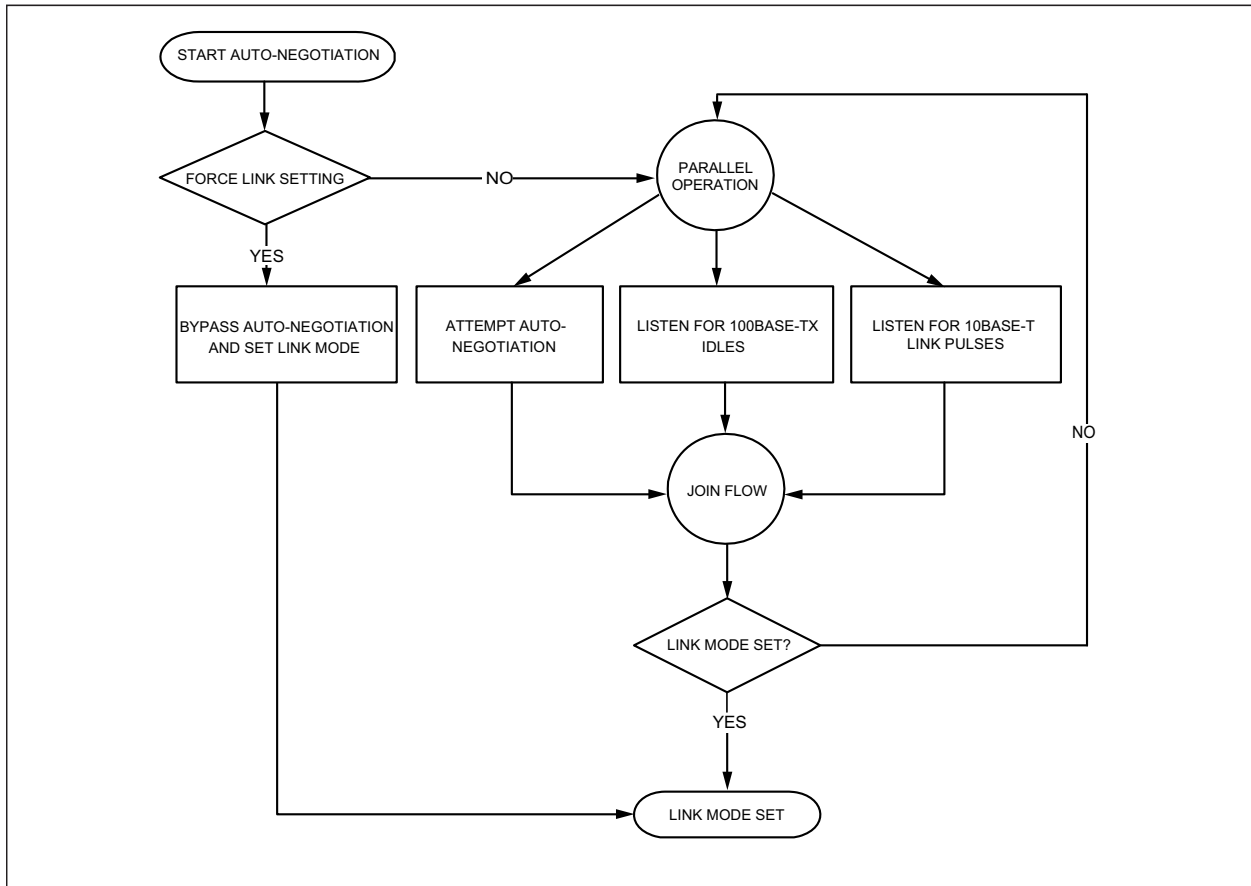 START AUTO-NEGOTIATION
FORCE LINK SETTING
NO
PARALLEL
OPERATION
YES
BYPASS AUTO-NEGOTIATION
AND SET LINK MODE
ATTEMPT AUTO-
NEGOTIATION
LISTEN FOR 100BASE-TX
IDLES
LISTEN FOR 10BASE-T
LINK PULSES
NO
JOIN FLOW
LINK MODE SET?
YES
LINK MODE SET